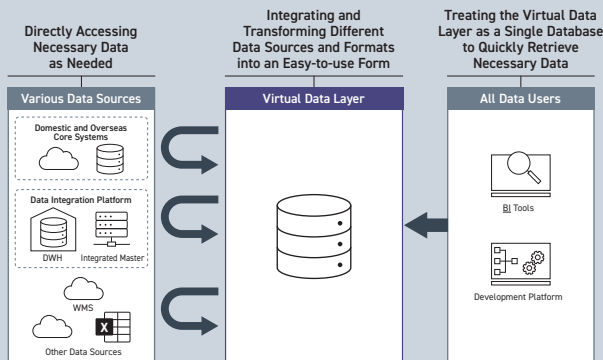 Directly Accessing
Necessary Data
as Needed
Various Data Sources
Domestic and Overseas
Core Systems
Data Integration Platform
DWH
Integrated Master
WMS
X
Other Data Sources
Integrating and
Transforming Different
Data Sources and Formats
into an Easy-to-use Form
Virtual Data Layer
Treating the Virtual Data
Layer as a Single Database
to Quickly Retrieve
Necessary Data
All Data Users
BI Tools
Development Platform